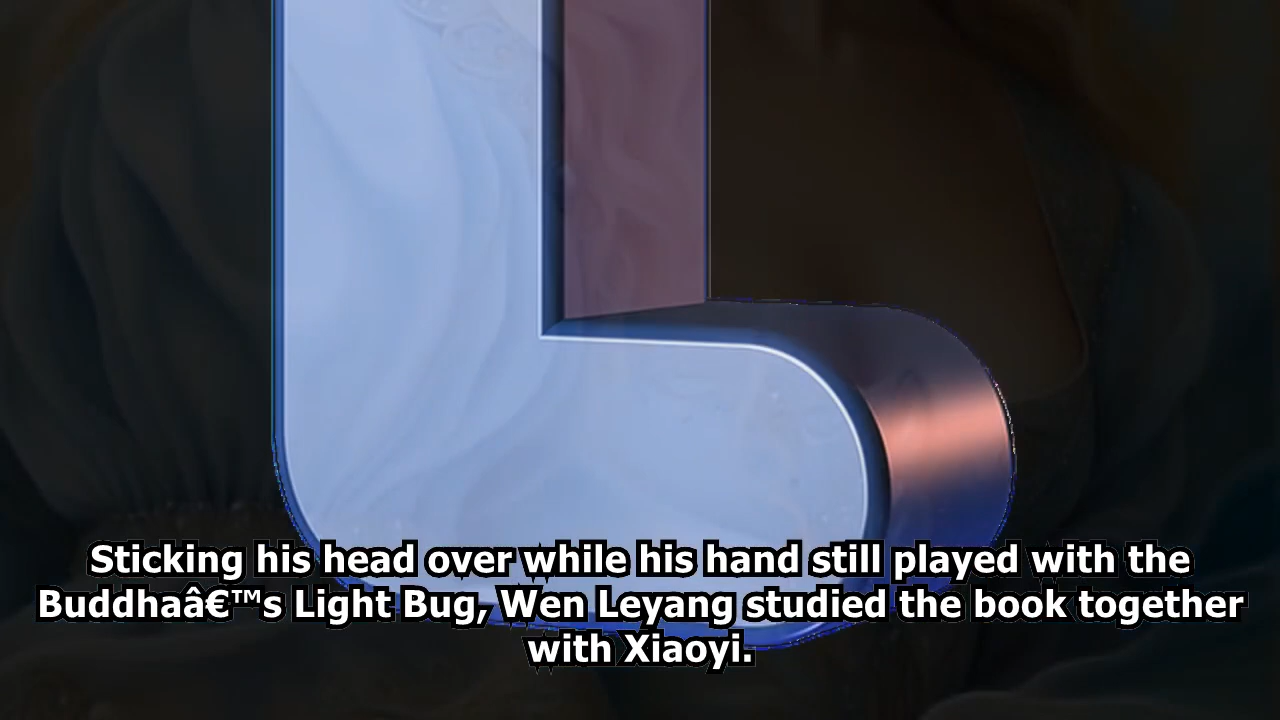 Sticking his head over while his hand still played with the
Buddhaâ€™s Light Bug, Wen Leyang studied the book together
with Xiaoyi.